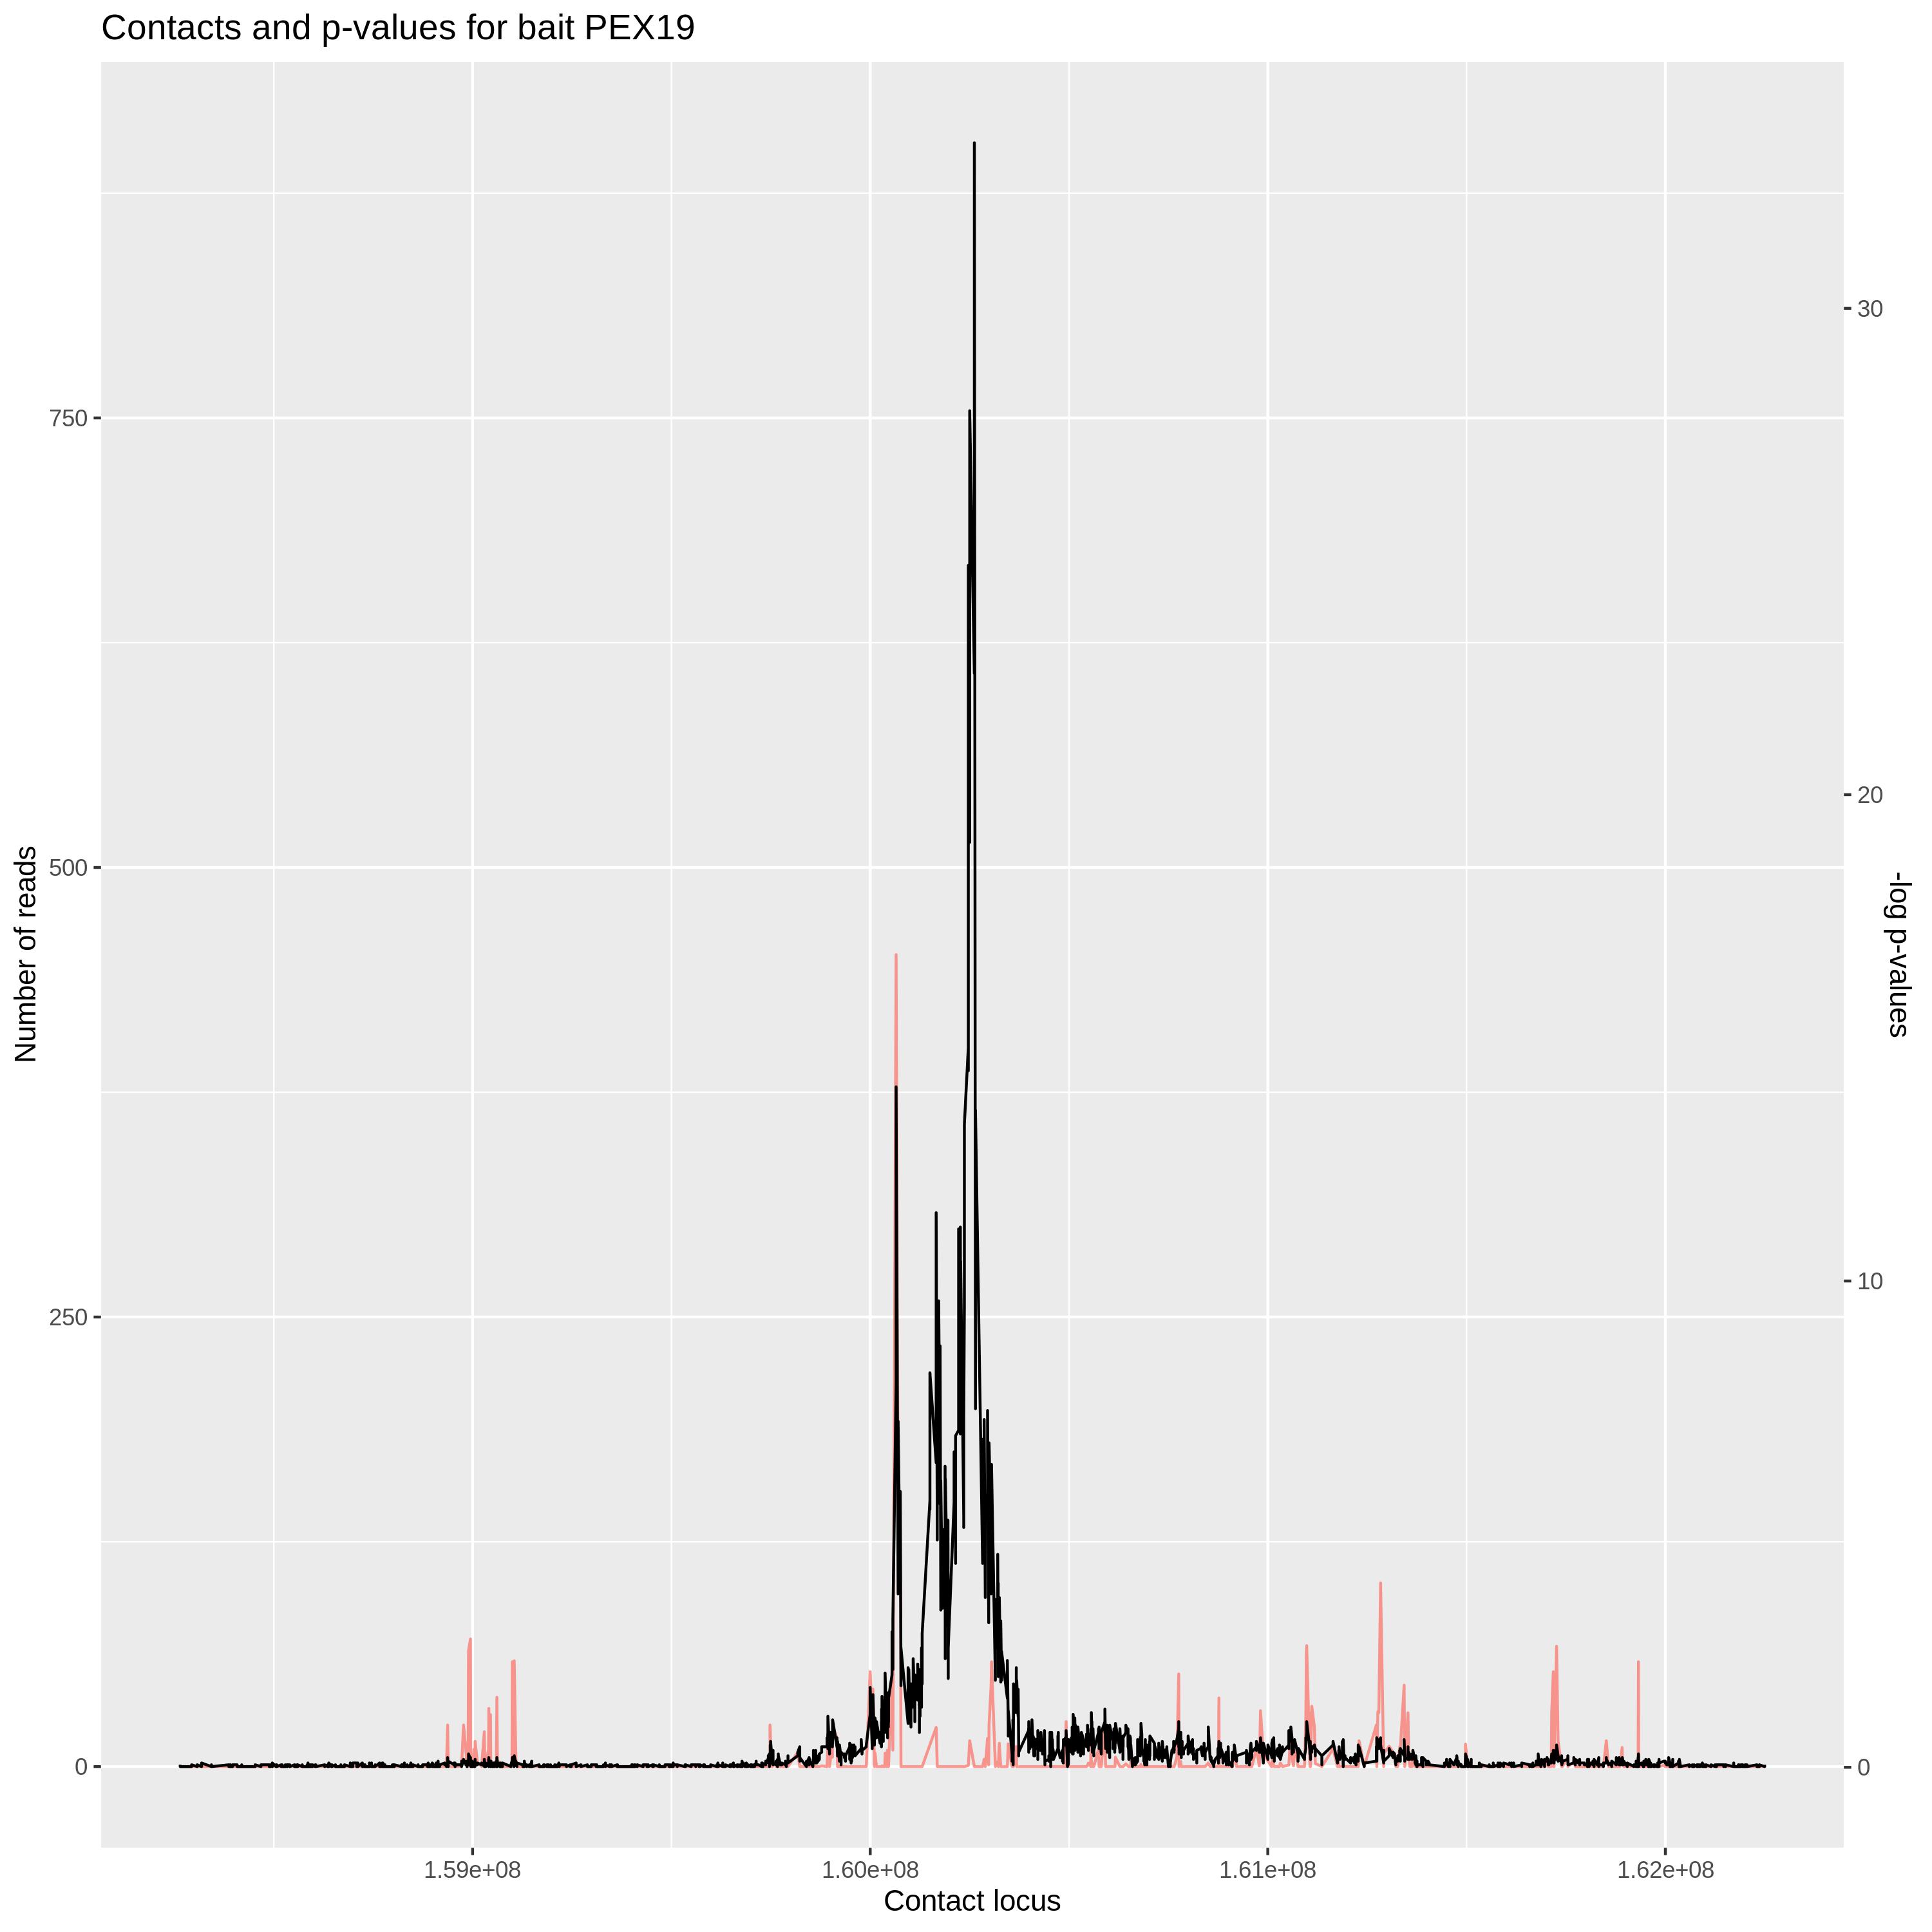 Contacts and p-values for bait PEX19
Number of reads
750
500
250
0
30
20
10
0
-log p-values
1.59e+08
1.60e+08
1.61e+08
1.62e+08
Contact locus